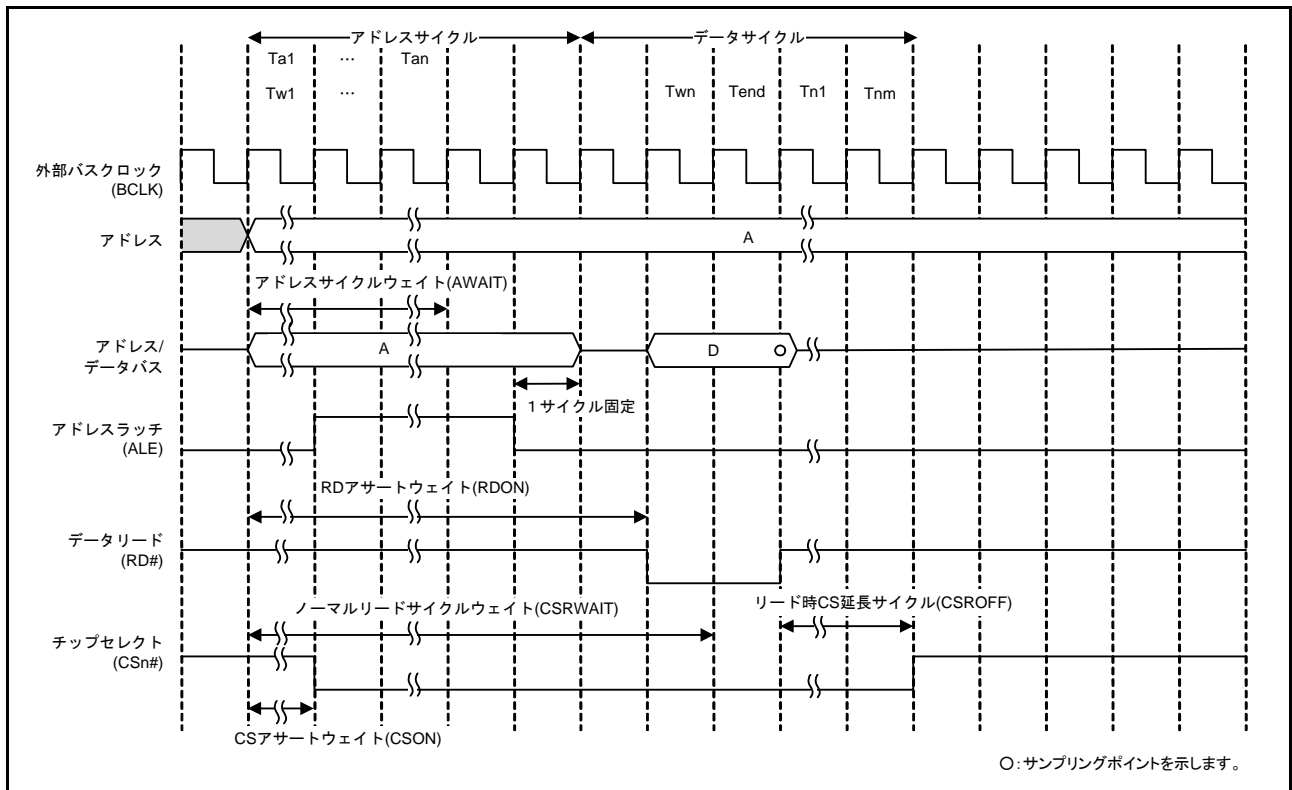 アドレスサイクル データサイクル
Ta1 … Tan
Tw1 … Twn Tend Tn1 Tnm
外部バスクロック
(BCLK)
アドレス A
アドレスサイクルウェイト(AWAIT)
アドレス/
データバス
A D
1サイクル固定
アドレスラッチ
(ALE)
RDアサートウェイト(RDON)
データリード
(RD#)
ノーマルリードサイクルウェイト(CSRWAIT) リード時CS延長サイクル(CSROFF)
チップセレクト
(CSn#)
CSアサートウェイト(CSON)
○:サンプリングポイントを示します。